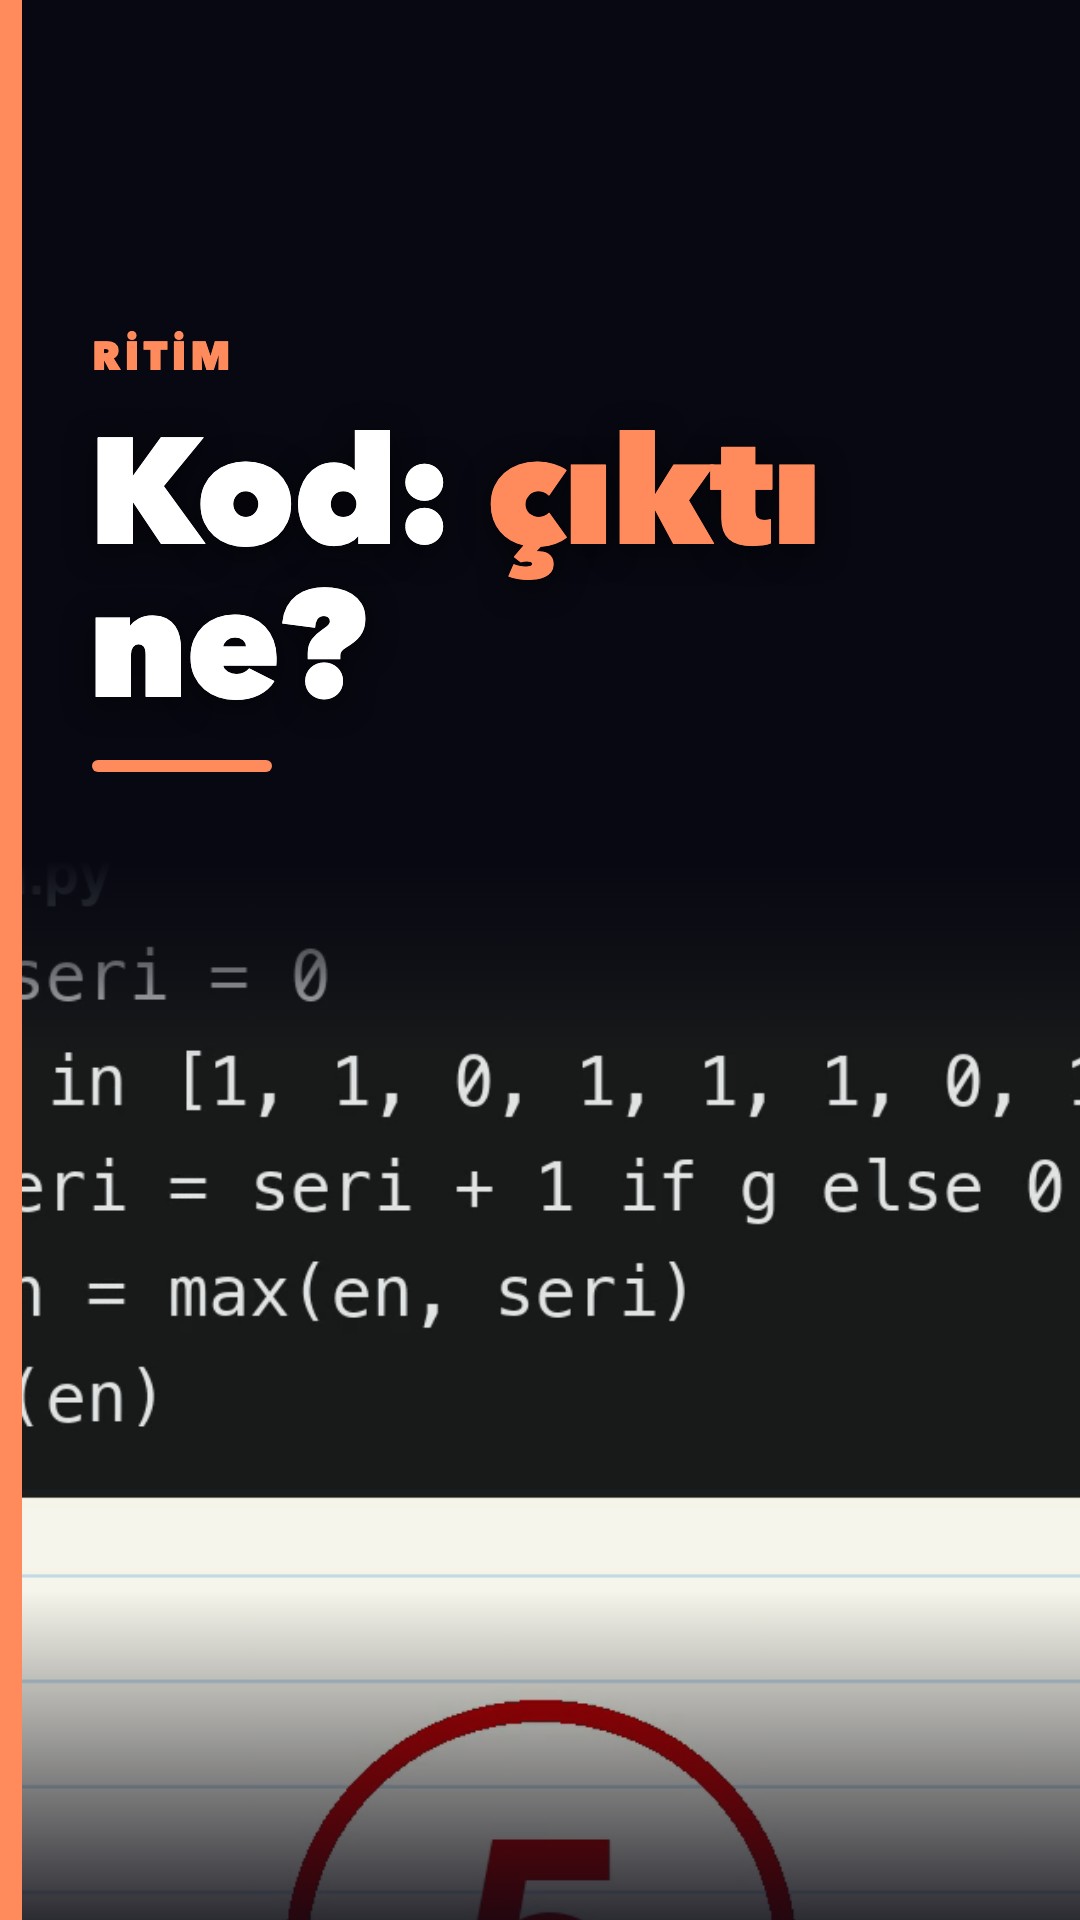 RİTİM
Kod: çıktı
ne?
.py
seri = 0
in [1, 1, 0, 1, 1, 1, 0, 1
eri = seri + 1 if g else 0
n = max(en, seri)
(en)
5